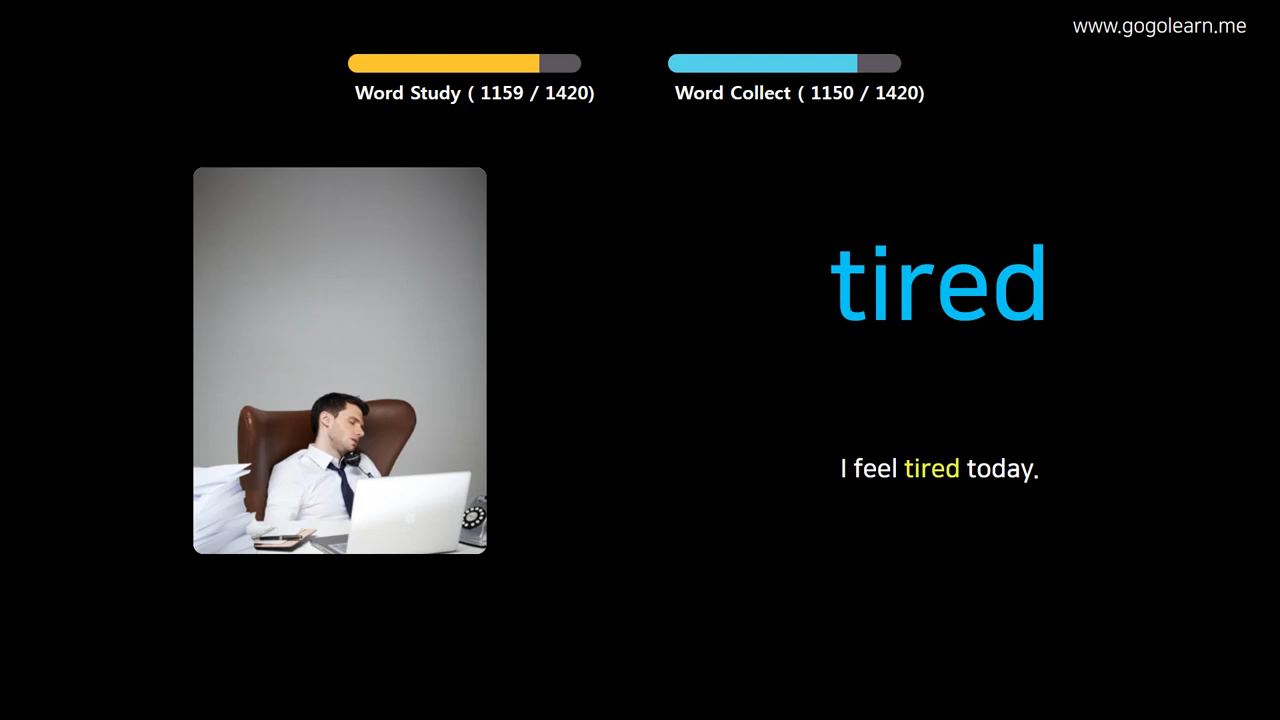 www.gogolearn.me
Word Study ( 1159 / 1420)
Word Collect ( 1150 / 1420)
tired
I feel tired today.